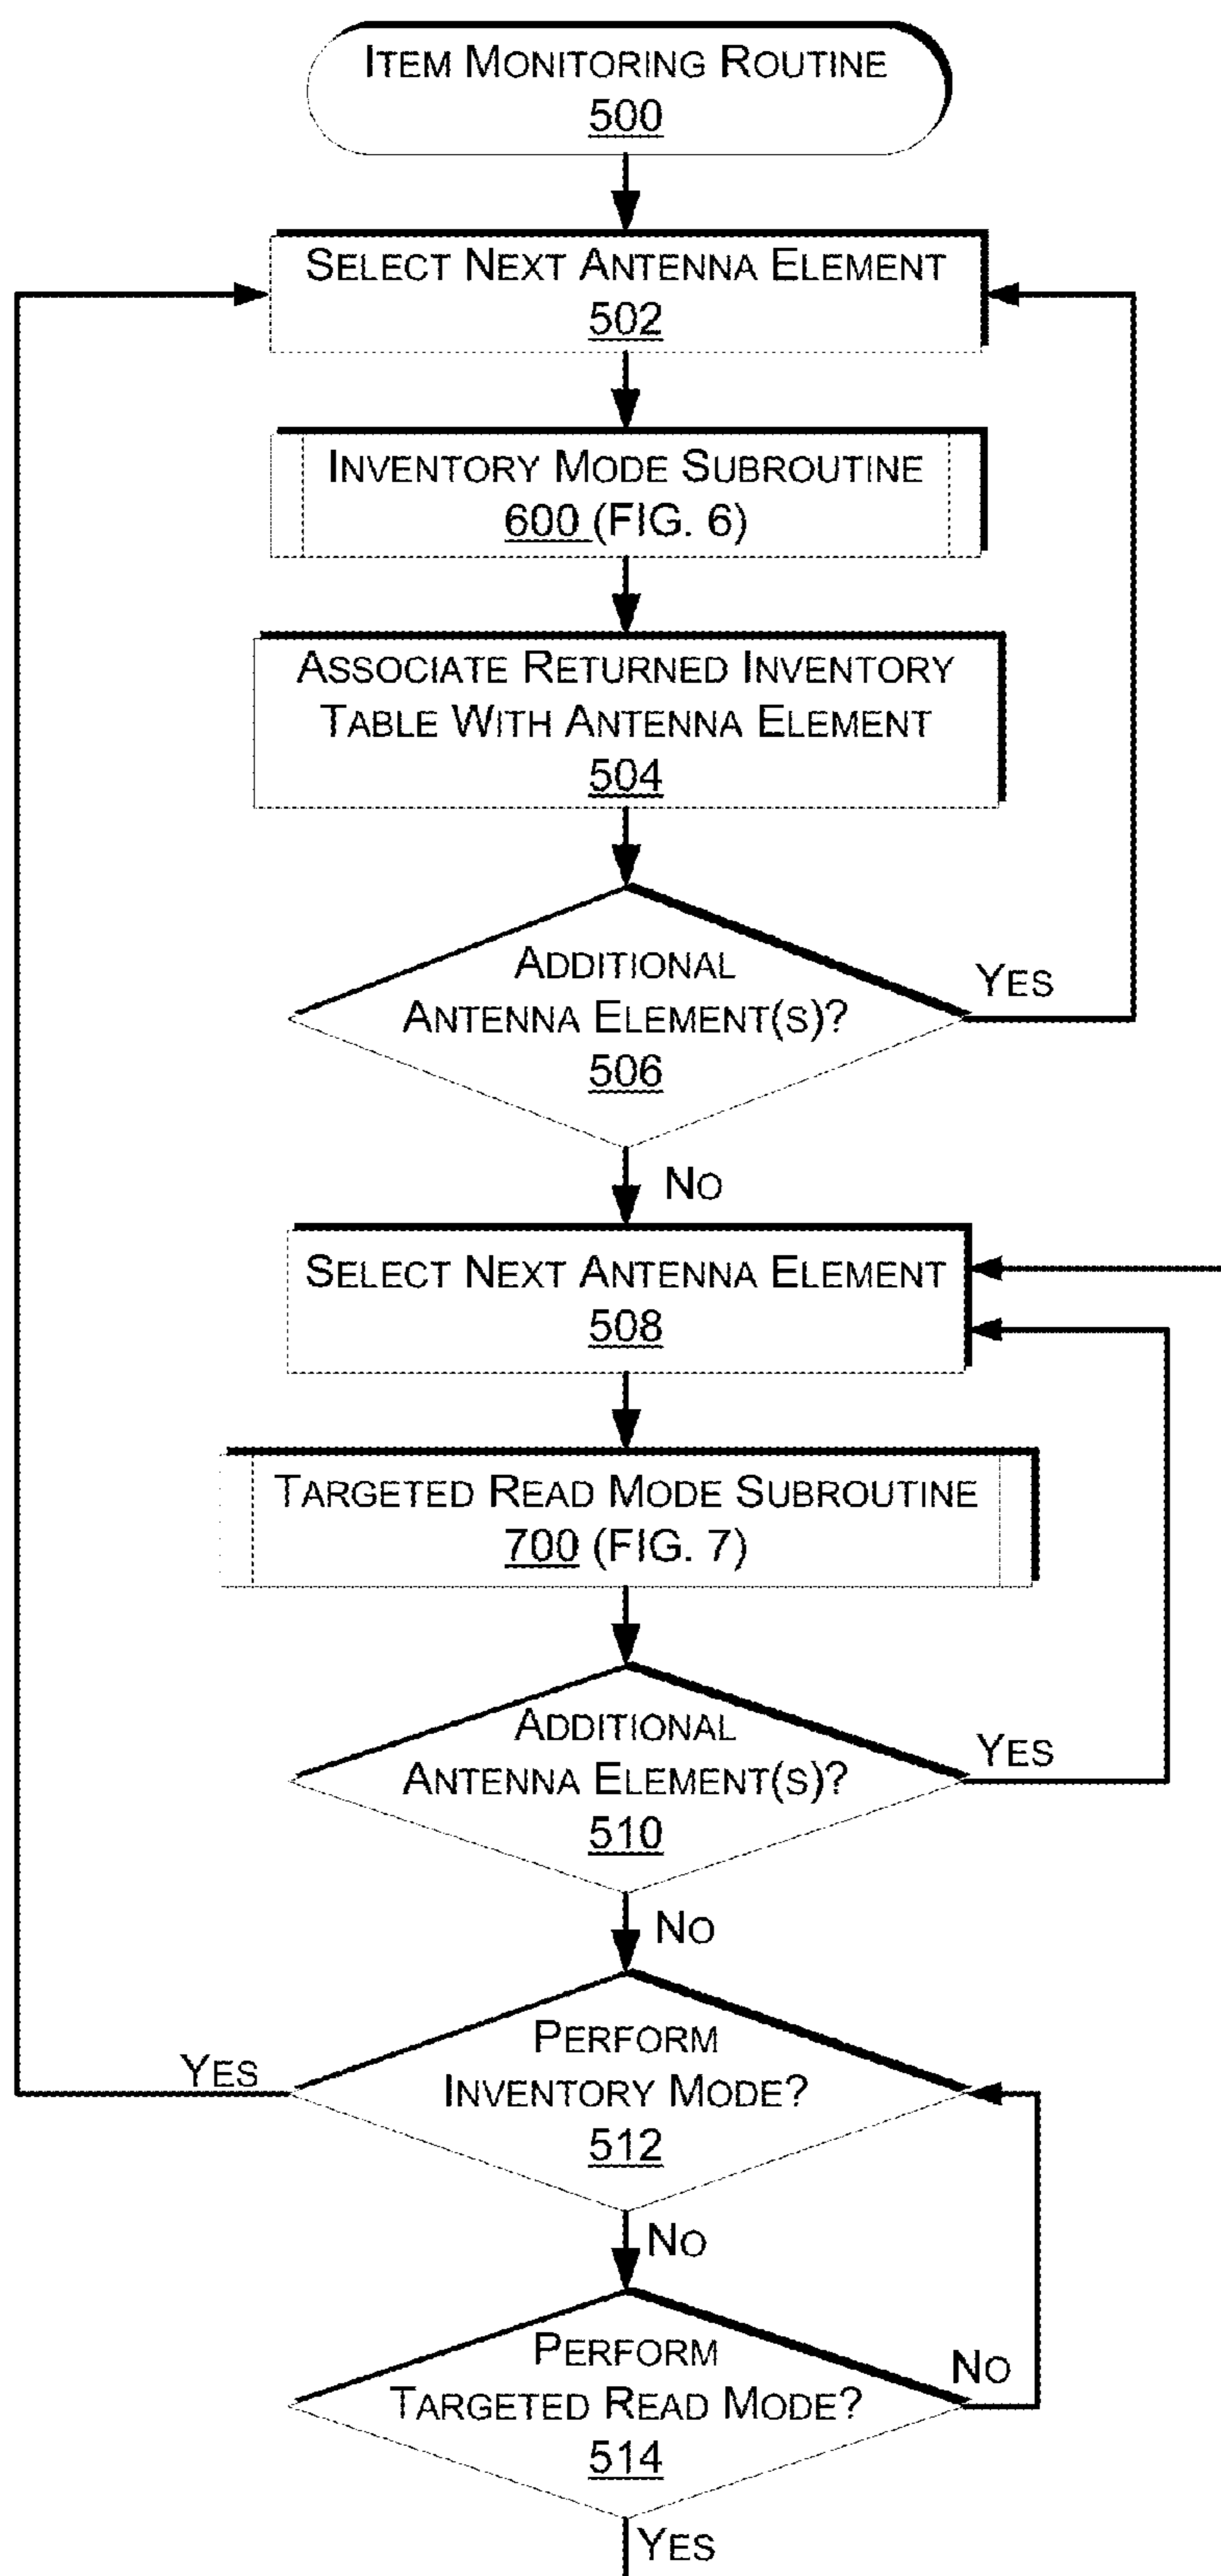 ITEM MONITORING ROUTINE
500
SELECT NEXT ANTENNA ELEMENT
502
INVENTORY MODE SUBROUTINE
600 (FIG. 6)
ASSOCIATE RETURNED INVENTORY
TABLE WITH ANTENNA ELEMENT
504
ADDITIONAL
ANTENNA ELEMENT(S)?
506
YES
NO
SELECT NEXT ANTENNA ELEMENT
508
TARGETED READ MODE SUBROUTINE
700 (FIG. 7)
ADDITIONAL
ANTENNA ELEMENT(S)?
510
YES
NO
PERFORM
INVENTORY MODE?
512
YES
NO
PERFORM
TARGETED READ MODE?
514
NO
YES